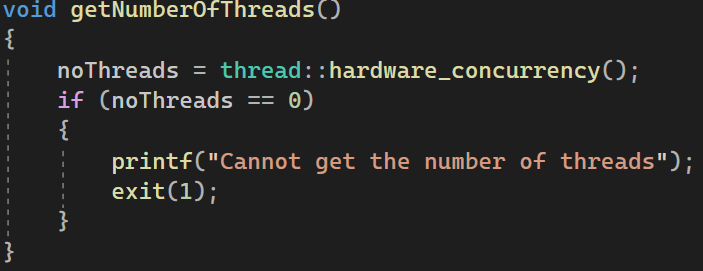 void getNumberOfThreads()
{
noThreads = thread::hardware_concurrency();
if (noThreads == 0)
{
printf("Cannot get the number of threads");
exit(1);
}
}